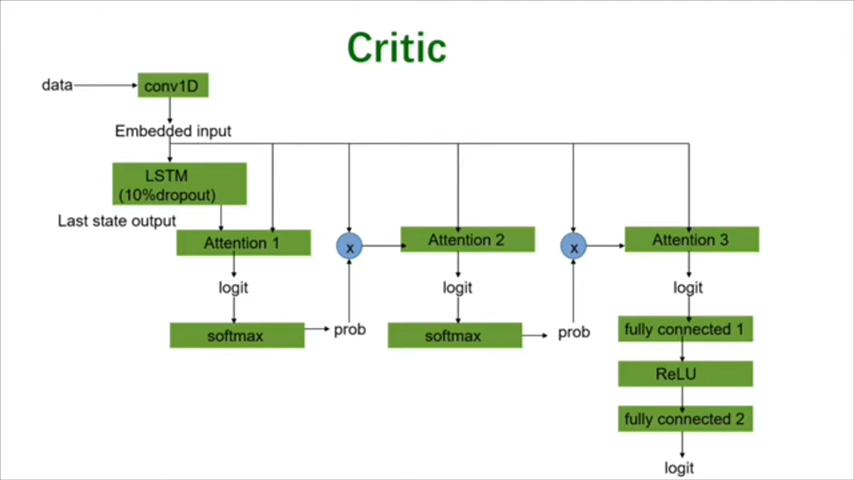 Critic
data
conv1D
Embedded input
LSTM
(10%dropout)
Last state output
Attention 1
x
Attention 2
x
Attention 3
logit
logit
logit
softmax
prob
softmax
prob
fully connected 1
ReLU
fully connected 2
logit